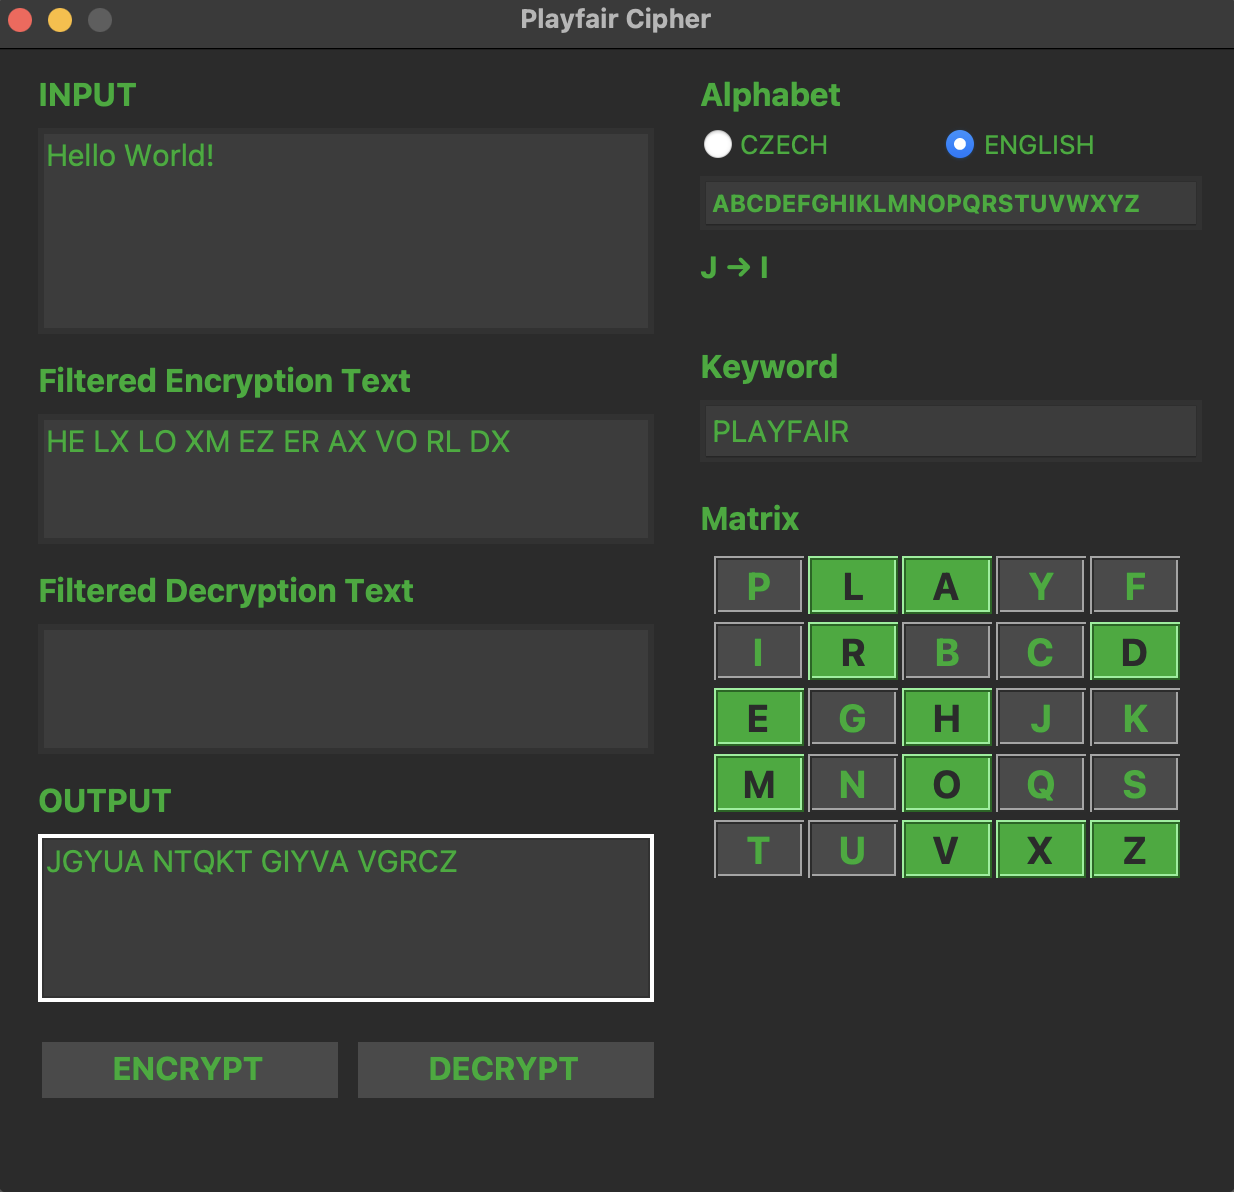 Playfair Cipher
INPUT
Hello World!
Filtered Encryption Text
HE LX LO XM EZ ER AX VO RL DX
Filtered Decryption Text
OUTPUT
JGYUA NTQKT GIYVA VGRCZ
ENCRYPT
DECRYPT
Alphabet
CZECH
ENGLISH
ABCDEFGHIKLMNOPQRSTUVWXYZ
J → I
Keyword
PLAYFAIR
Matrix
P L A Y F
I R B C D
E G H J K
M N O Q S
T U V X Z